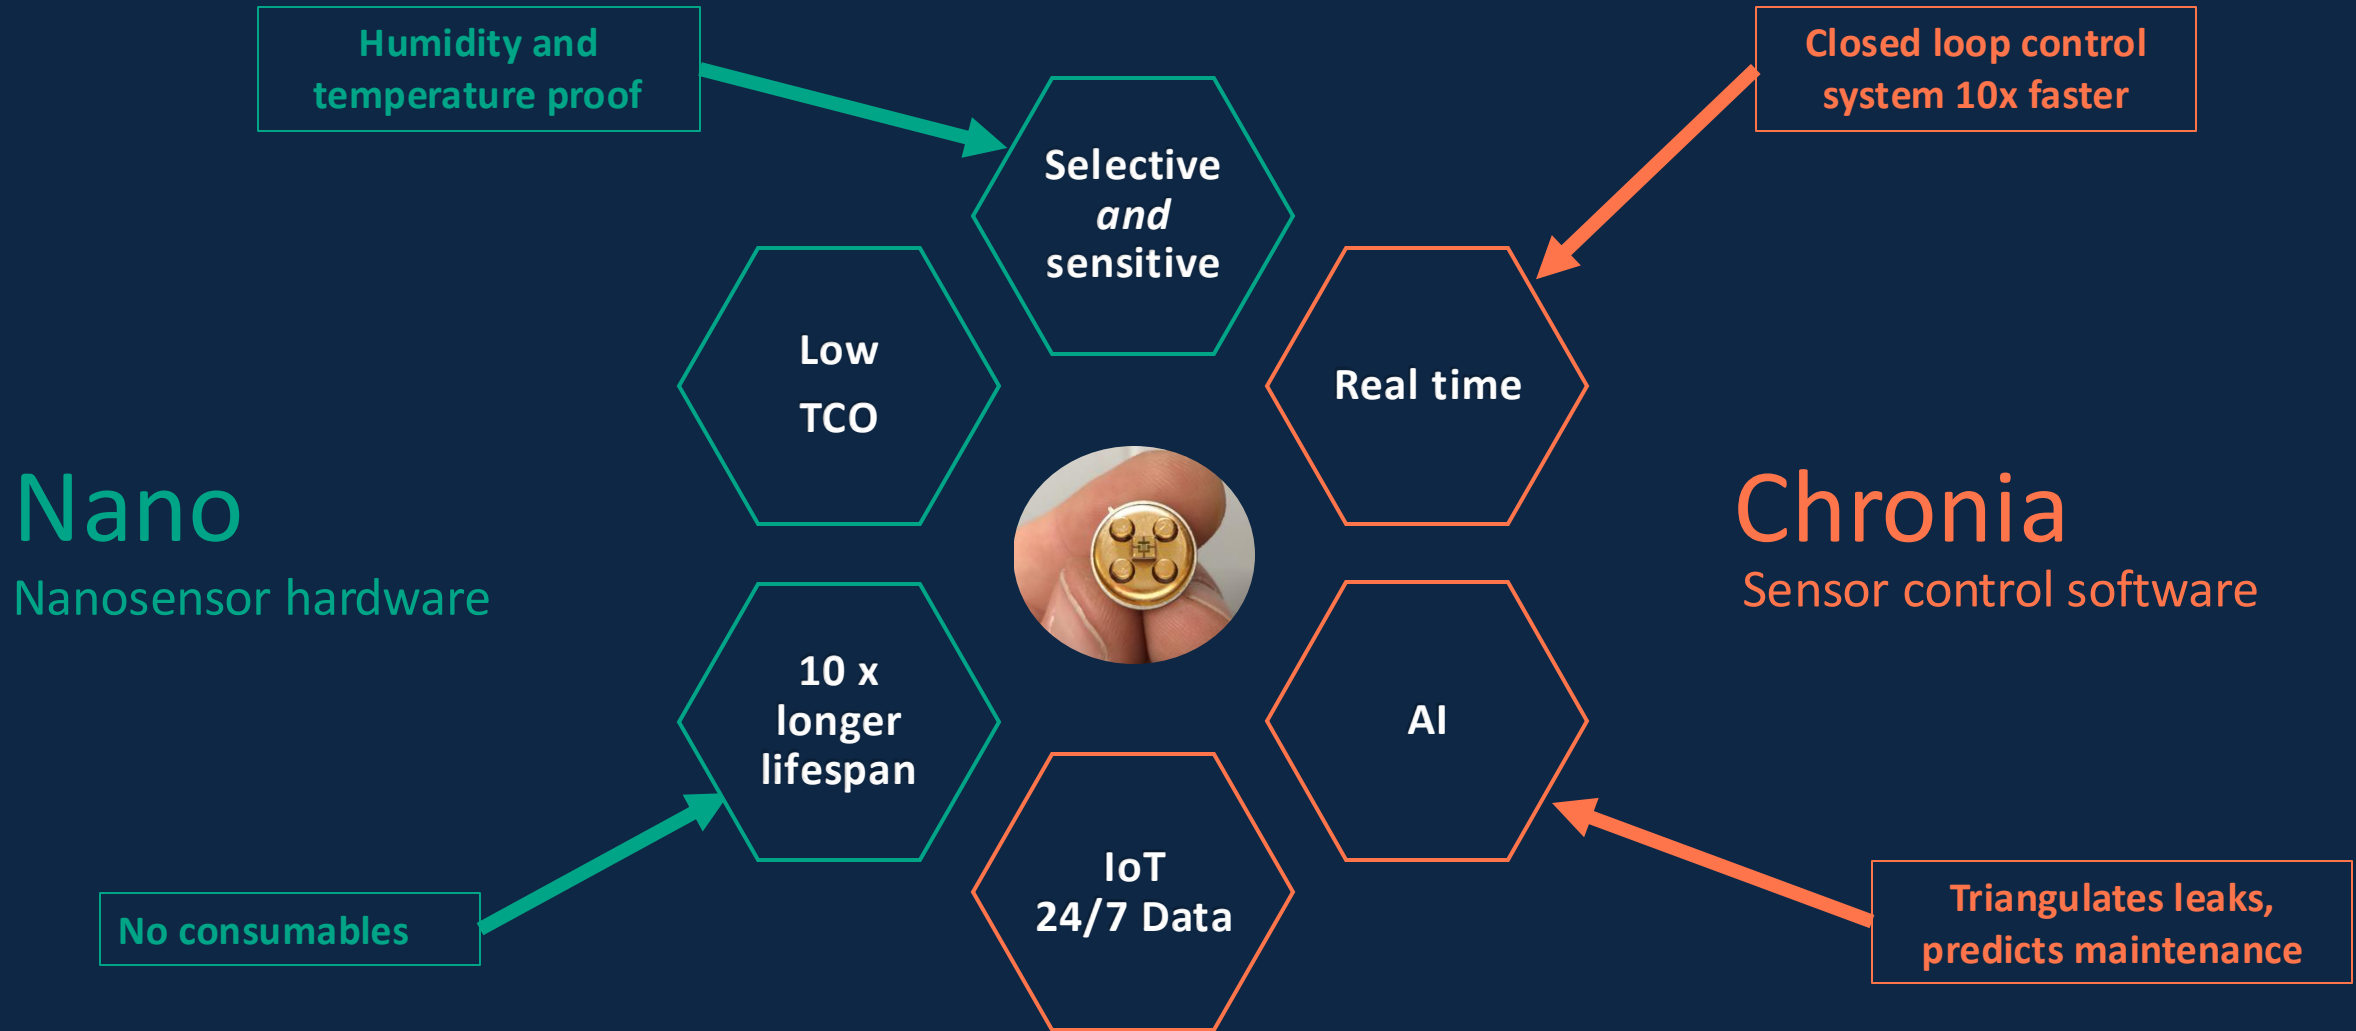 Humidity and
temperature proof
Closed loop control
system 10x faster
Selective
and
sensitive
Low
TCO
Real time
Nano
Nanosensor hardware
Chronia
Sensor control software
10 x
longer
lifespan
AI
IoT
24/7 Data
No consumables
Triangulates leaks,
predicts maintenance